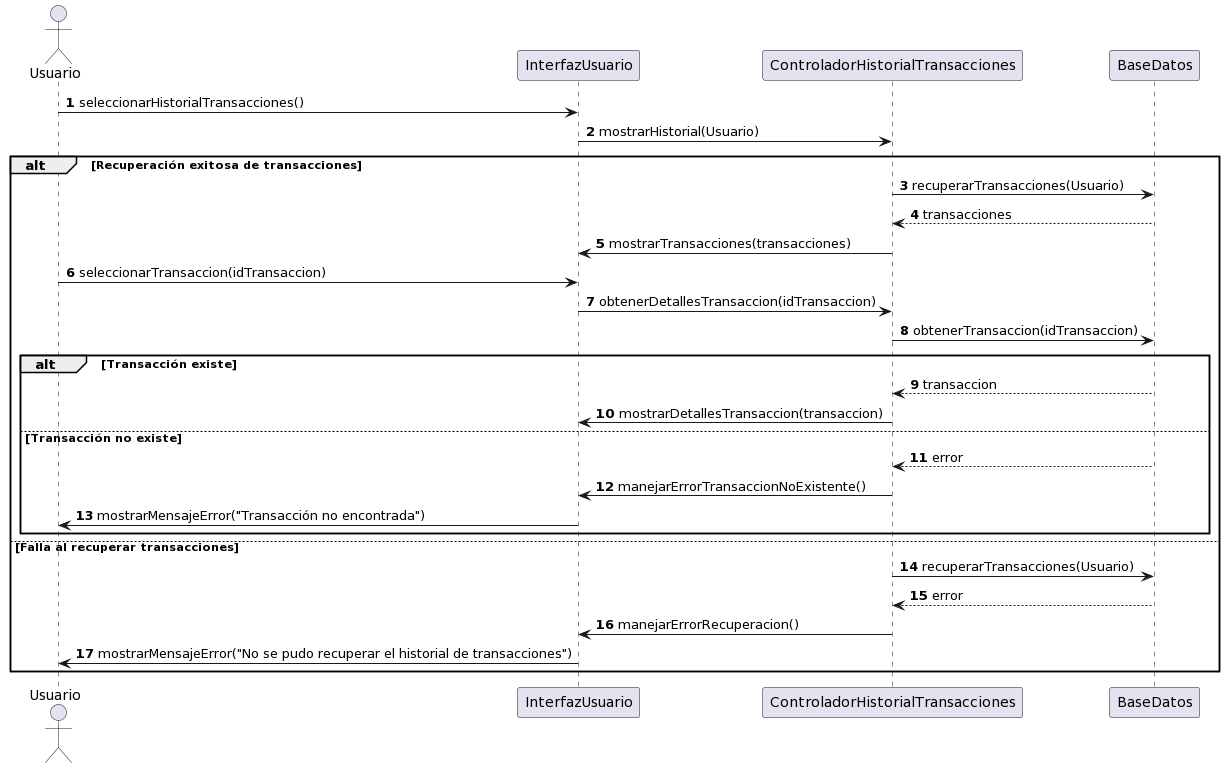 Usuario
InterfazUsuario
ControladorHistorialTransacciones
BaseDatos
1 seleccionarHistorialTransacciones()
2 mostrarHistorial(Usuario)
alt [Recuperación exitosa de transacciones]
3 recuperarTransacciones(Usuario)
4 transacciones
5 mostrarTransacciones(transacciones)
6 seleccionarTransaccion(idTransaccion)
7 obtenerDetallesTransaccion(idTransaccion)
8 obtenerTransaccion(idTransaccion)
alt [Transacción existe]
9 transaccion
10 mostrarDetallesTransaccion(transaccion)
[Transacción no existe]
11 error
12 manejarErrorTransaccionNoExistente()
13 mostrarMensajeError("Transacción no encontrada")
[Falla al recuperar transacciones]
14 recuperarTransacciones(Usuario)
15 error
16 manejarErrorRecuperacion()
17 mostrarMensajeError("No se pudo recuperar el historial de transacciones")
Usuario
InterfazUsuario
ControladorHistorialTransacciones
BaseDatos